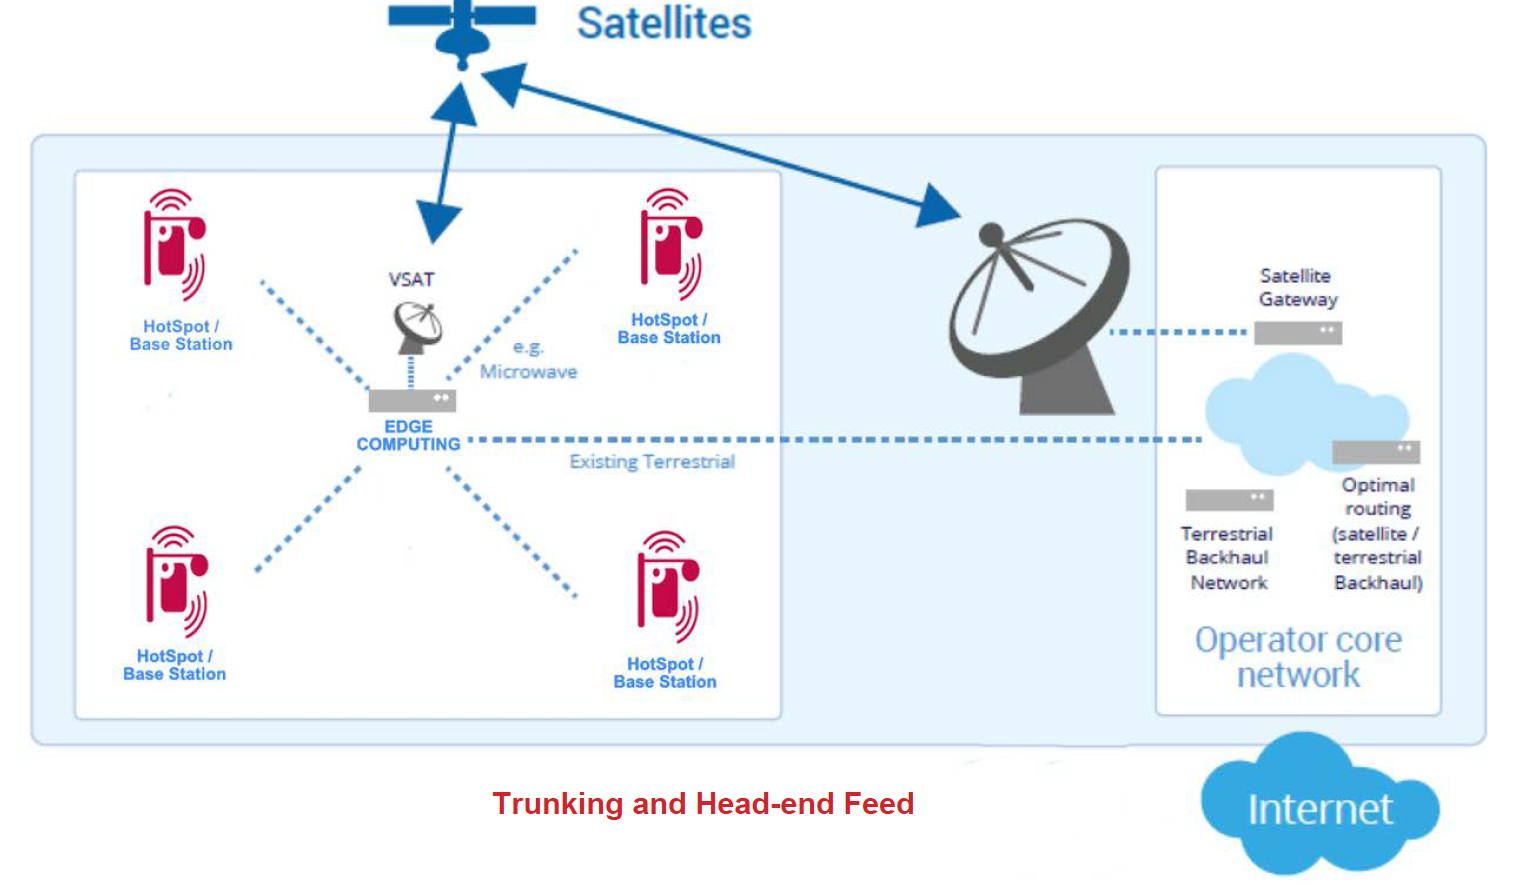 Satellites
VSAT
HotSpot /
Base Station
HotSpot /
Base Station
e.g.
Microwave
EDGE
COMPUTING
Existing Terrestrial
HotSpot /
Base Station
HotSpot /
Base Station
Satellite
Gateway
Terrestrial
Backhaul
Network
Optimal
routing
(satellite /
terrestrial
Backhaul)
Operator core
network
Trunking and Head-end Feed
Internet